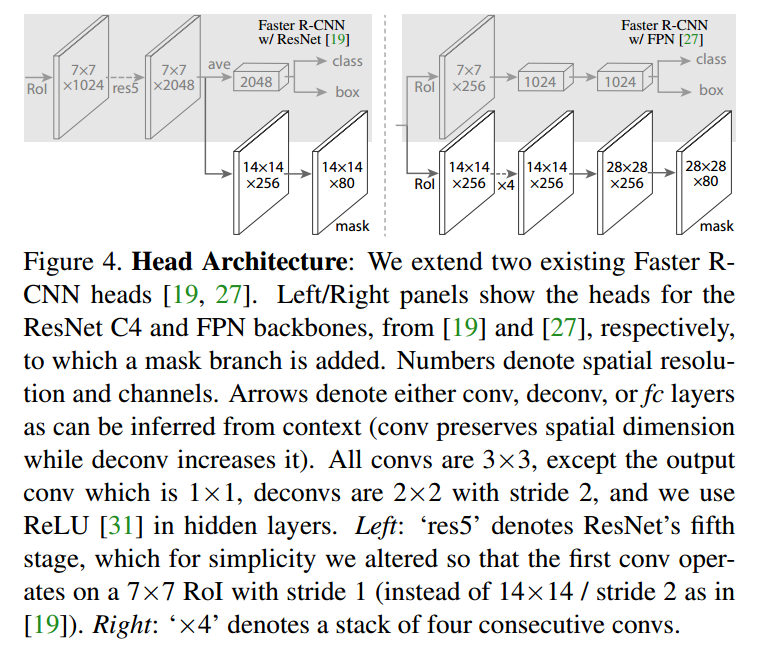 Faster R-CNN
w/ ResNet [19]
RoI
7×7
×1024
res5
7×7
×2048
ave
2048
class
box
14×14
×256
14×14
×80
mask
Faster R-CNN
w/ FPN [27]
RoI
7×7
×256
1024
1024
class
box
RoI
14×14
×256
×4
14×14
×256
28×28
×256
28×28
×80
mask
Figure 4. Head Architecture: We extend two existing Faster R-
CNN heads [19, 27]. Left/Right panels show the heads for the
ResNet C4 and FPN backbones, from [19] and [27], respectively,
to which a mask branch is added. Numbers denote spatial resolu-
tion and channels. Arrows denote either conv, deconv, or fc layers
as can be inferred from context (conv preserves spatial dimension
while deconv increases it). All convs are 3×3, except the output
conv which is 1×1, deconvs are 2×2 with stride 2, and we use
ReLU [31] in hidden layers. Left: ‘res5’ denotes ResNet’s fifth
stage, which for simplicity we altered so that the first conv oper-
ates on a 7×7 RoI with stride 1 (instead of 14×14 / stride 2 as in
[19]). Right: ‘×4’ denotes a stack of four consecutive convs.